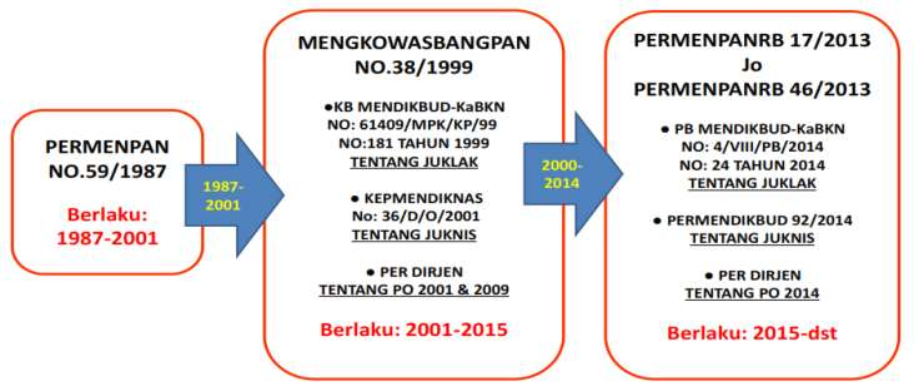 PERMENPAN
NO.59/1987
Berlaku:
1987-2001
1987-
2001
MENGKOWASBANGPAN
NO.38/1999
●KB MENDIKBUD-KaBKN
NO: 61409/MPK/KP/99
NO:181 TAHUN 1999
TENTANG JUKLAK
● KEPMENDIKNAS
No: 36/D/O/2001
TENTANG JUKNIS
● PER DIRJEN
TENTANG PO 2001 & 2009
Berlaku: 2001-2015
2000-
2014
PERMENPANRB 17/2013
Jo
PERMENPANRB 46/2013
● PB MENDIKBUD-KaBKN
NO: 4/VIII/PB/2014
NO: 24 TAHUN 2014
TENTANG JUKLAK
● PERMENDIKBUD 92/2014
TENTANG JUKNIS
● PER DIRJEN
TENTANG PO 2014
Berlaku: 2015-dst